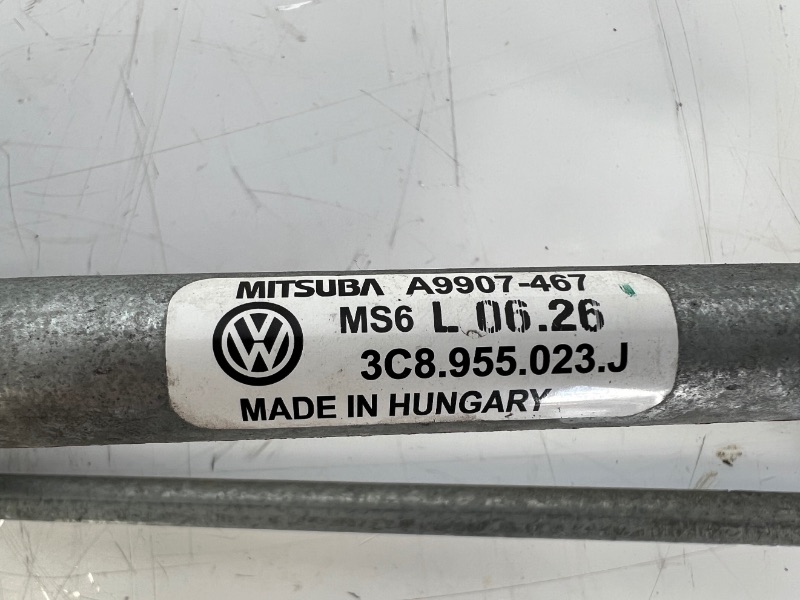 MITSUBA A9907-467
MS6 L 06.26
3C8.955.023.J
MADE IN HUNGARY